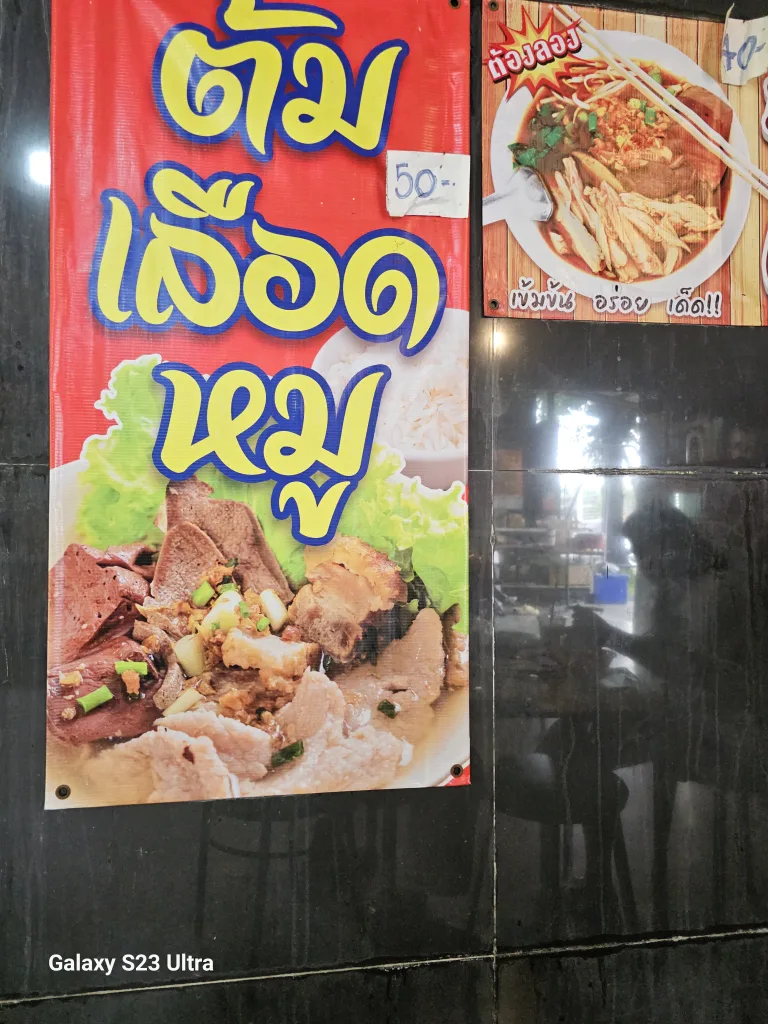 ต้ม
50.-
เลือด
หมู
ต้องลอง
เข้มข้น อร่อย เด็ด!!
Galaxy S23 Ultra